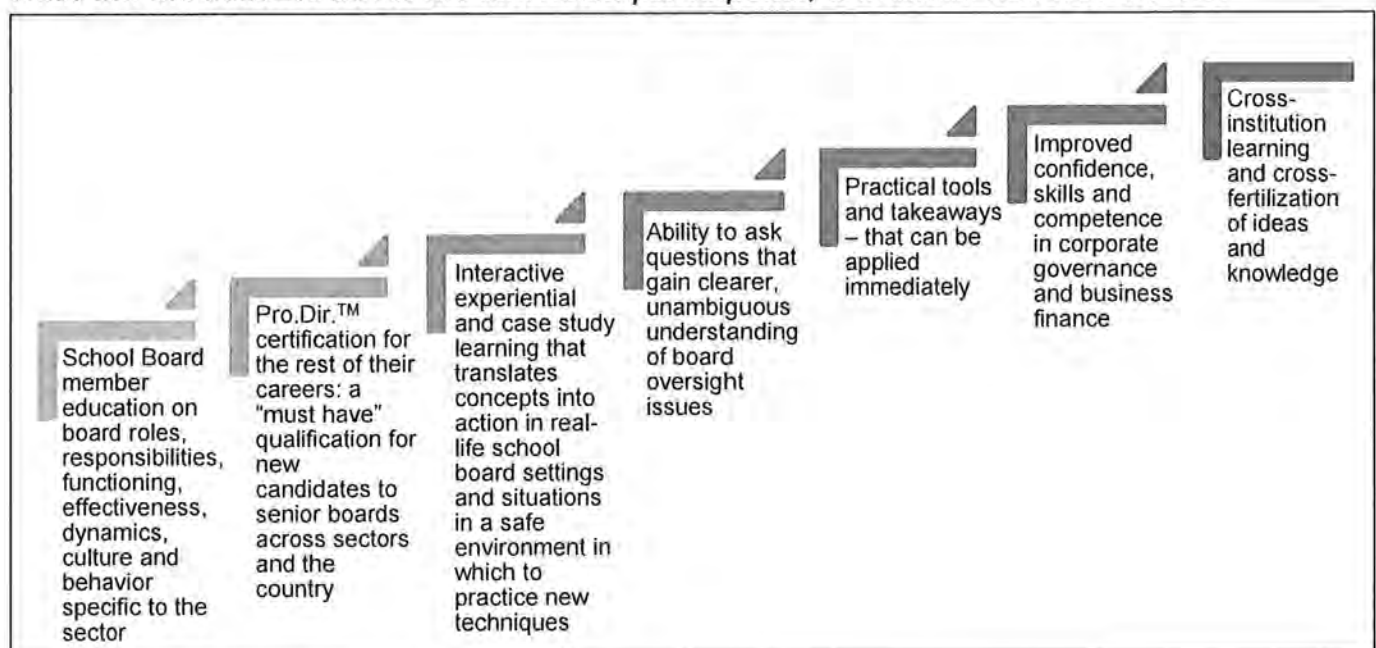 School Board
member
education on
board roles,
responsibilities,
functioning,
effectiveness,
dynamics,
culture and
behavior
specific to the
sector
Pro.Dir.™
certification for
the rest of their
careers: a
"must have"
qualification for
new
candidates to
senior boards
across sectors
and the
country
Interactive
experiential
and case study
learning that
translates
concepts into
action in real-
life school
board settings
and situations
in a safe
environment in
which to
practice new
techniques
Ability to ask
questions that
gain clearer,
unambiguous
understanding
of board
oversight
issues
Practical tools
and takeaways
– that can be
applied
immediately
Improved
confidence,
skills and
competence
in corporate
governance
and business
finance
Cross-
institution
learning
and cross-
fertilization
of ideas
and
knowledge